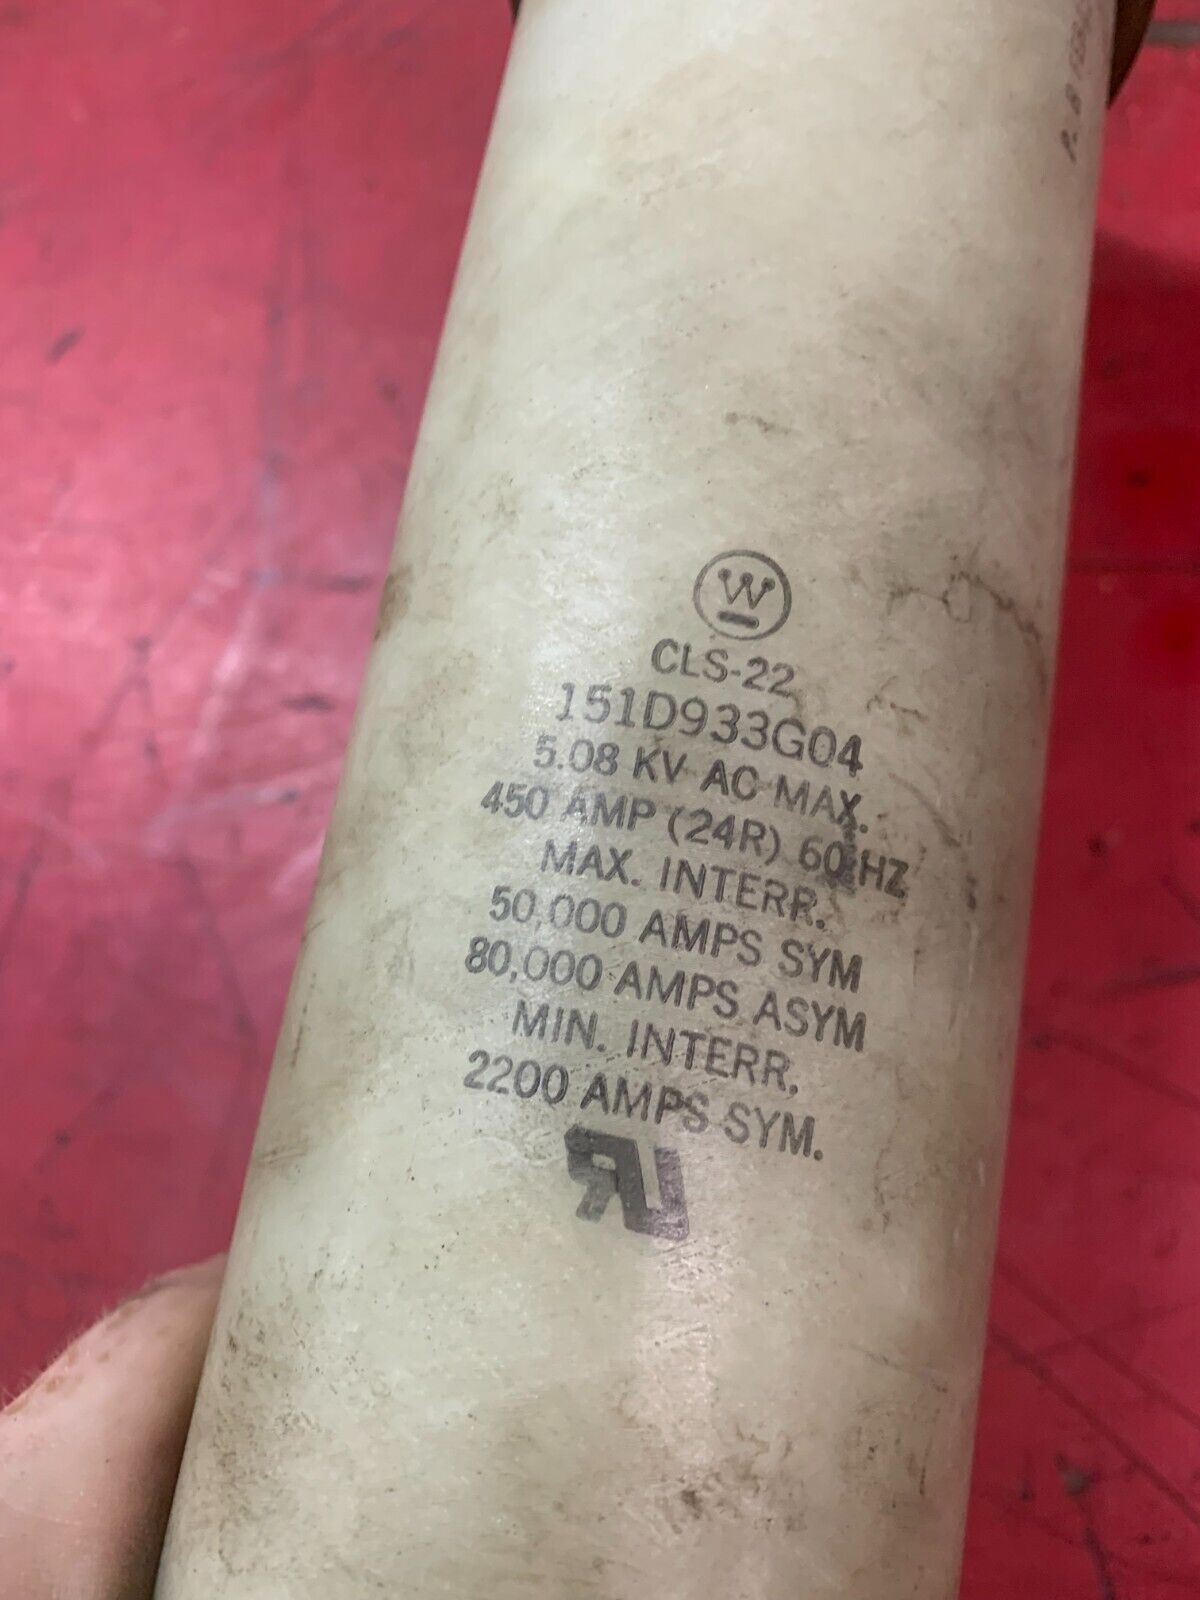 W
CLS-22
151D933G04
5.08 KV AC MAX.
450 AMP (24R) 60 HZ
MAX. INTERR.
50,000 AMPS SYM
80,000 AMPS ASYM
MIN. INTERR.
2200 AMPS SYM.
RU